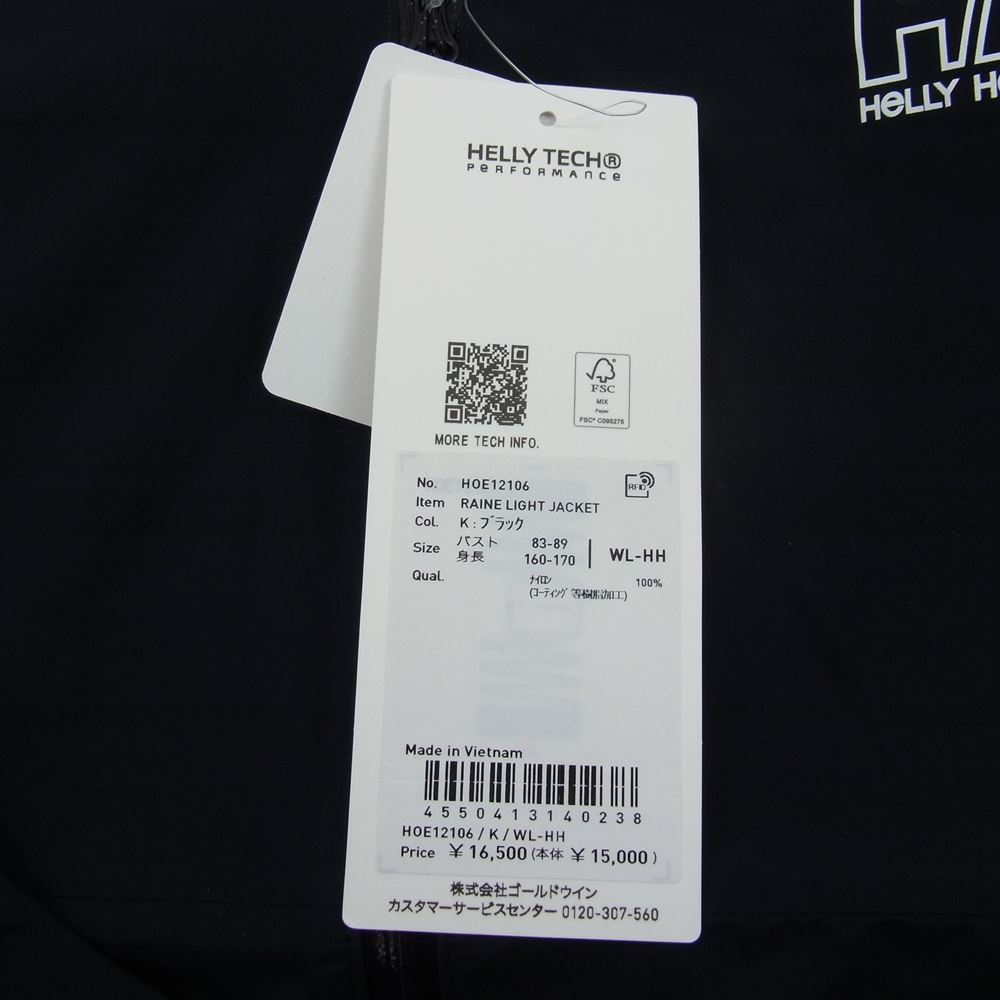 HELLY H
HELLY TECH®
PERFORMANCE
FSC
MIX
Paper
FSC® C095275
MORE TECH INFO.
No. HOE12106
RFID
Item RAINE LIGHT JACKET
Col. K:ブラック
Size バスト 83-89
身長 160-170 WL-HH
Qual. ナイロン 100%
(コーティング等樹脂加工)
Made in Vietnam
4550413140238
HOE12106 / K / WL-HH
Price ¥16,500 (本体 ¥15,000)
株式会社ゴールドウイン
カスタマーサービスセンター 0120-307-560